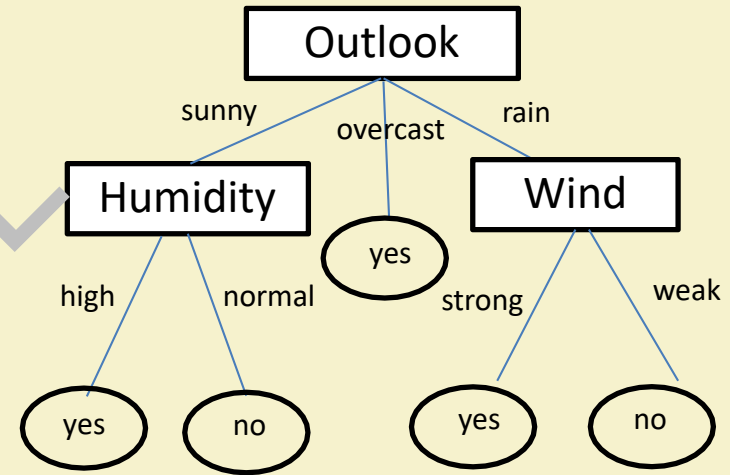 Outlook
sunny
overcast
rain
Humidity
Wind
yes
high
normal
strong
weak
yes
no
yes
no